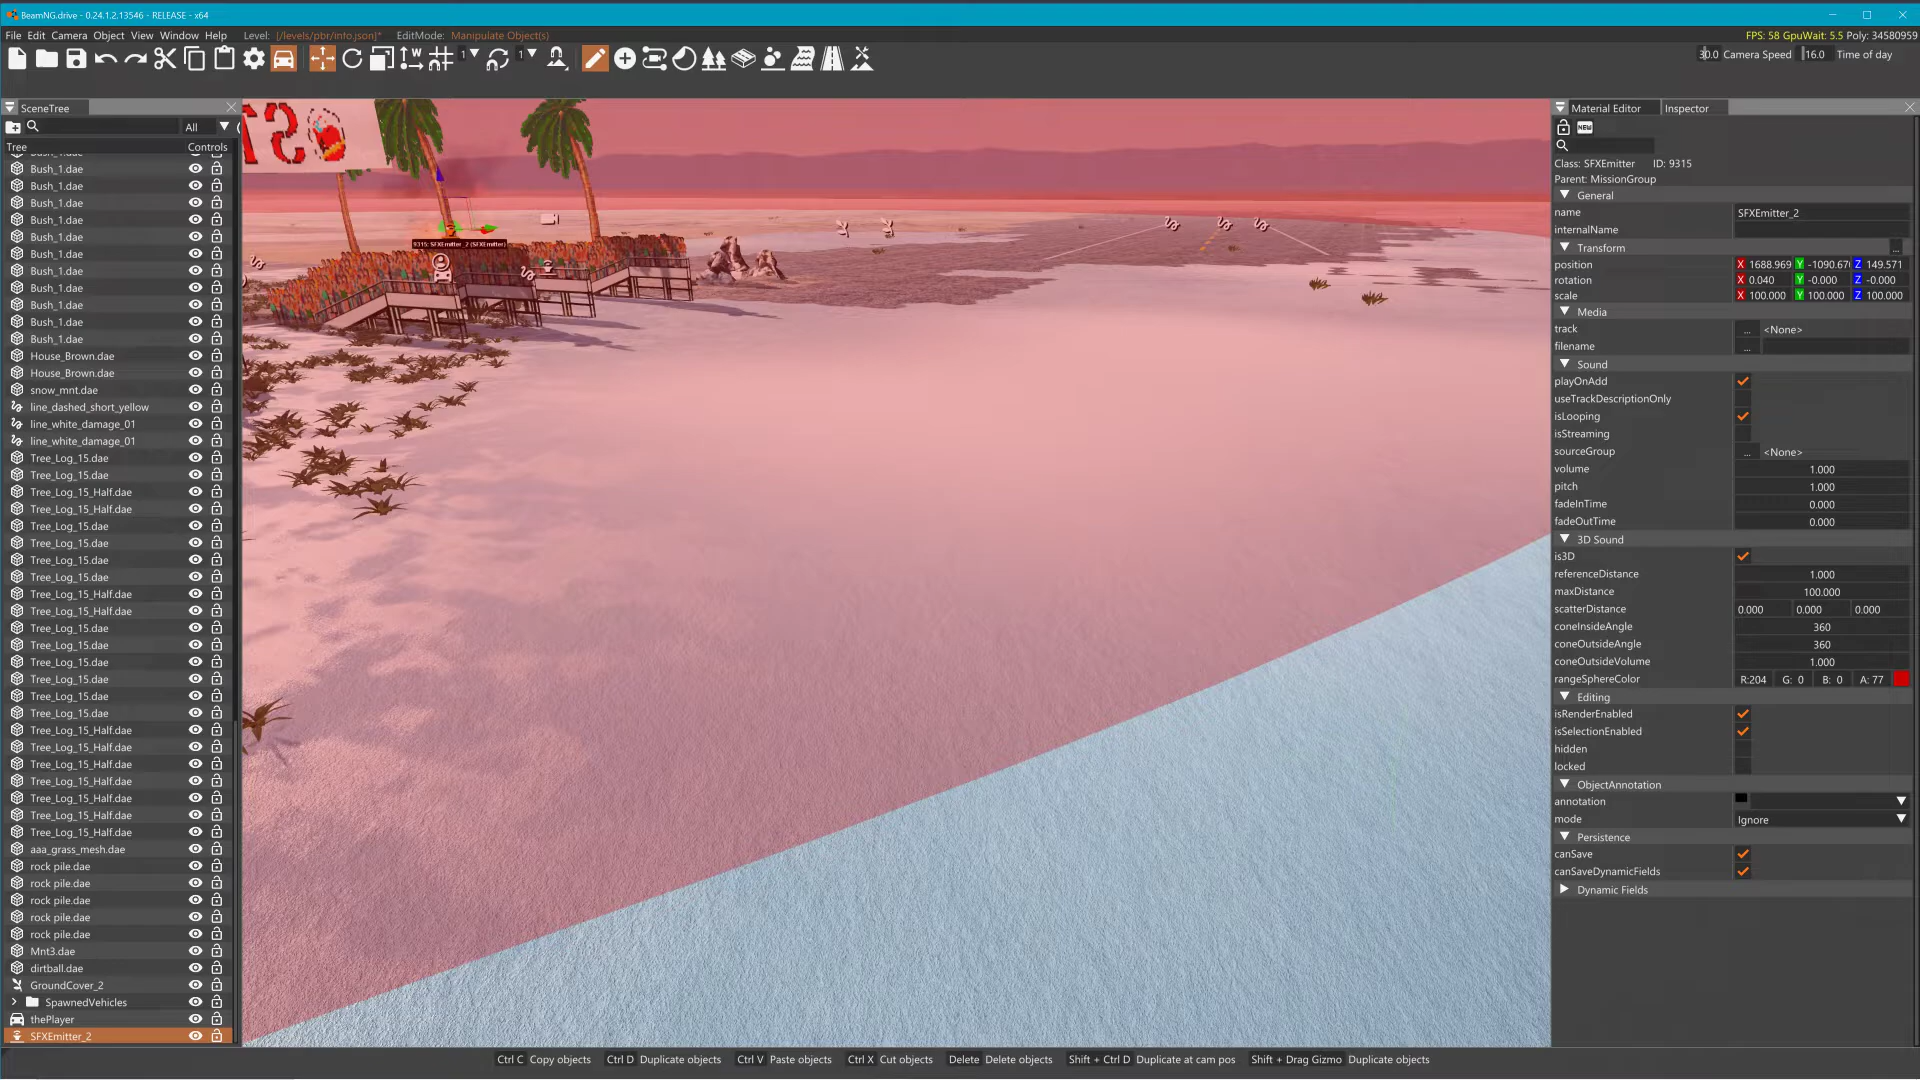 BeamNG.drive - 0.24.1.2.13546 - RELEASE - x64
File Edit Camera Object View Window Help Level: [/levels/pbr/info.json]* EditMode: Manipulate Object(s)
FPS: 58 GpuWait: 5.5 Poly: 34580959
1 1
30.0 Camera Speed 16.0 Time of day
SceneTree
All
Tree Controls
Bush_1.dae
Bush_1.dae
Bush_1.dae
Bush_1.dae
Bush_1.dae
Bush_1.dae
Bush_1.dae
Bush_1.dae
Bush_1.dae
Bush_1.dae
Bush_1.dae
Bush_1.dae
House_Brown.dae
House_Brown.dae
snow_mnt.dae
line_dashed_short_yellow
line_white_damage_01
line_white_damage_01
Tree_Log_15.dae
Tree_Log_15.dae
Tree_Log_15_Half.dae
Tree_Log_15_Half.dae
Tree_Log_15.dae
Tree_Log_15.dae
Tree_Log_15.dae
Tree_Log_15.dae
Tree_Log_15_Half.dae
Tree_Log_15_Half.dae
Tree_Log_15.dae
Tree_Log_15.dae
Tree_Log_15.dae
Tree_Log_15.dae
Tree_Log_15.dae
Tree_Log_15.dae
Tree_Log_15_Half.dae
Tree_Log_15_Half.dae
Tree_Log_15_Half.dae
Tree_Log_15_Half.dae
Tree_Log_15_Half.dae
Tree_Log_15_Half.dae
Tree_Log_15_Half.dae
aaa_grass_mesh.dae
rock pile.dae
rock pile.dae
rock pile.dae
rock pile.dae
rock pile.dae
Mnt3.dae
dirtball.dae
GroundCover_2
SpawnedVehicles
thePlayer
SFXEmitter_2
9315: SFXEmitter_2 (SFXEmitter)
Material Editor Inspector
NEW
Class: SFXEmitter ID: 9315
Parent: MissionGroup
General
name SFXEmitter_2
internalName
Transform ...
position X 1688.969 Y -1090.67 Z 149.571
rotation X 0.040 Y -0.000 Z -0.000
scale X 100.000 Y 100.000 Z 100.000
Media
track ... <None>
filename ...
Sound
playOnAdd
useTrackDescriptionOnly
isLooping
isStreaming
sourceGroup ... <None>
volume 1.000
pitch 1.000
fadeInTime 0.000
fadeOutTime 0.000
3D Sound
is3D
referenceDistance 1.000
maxDistance 100.000
scatterDistance 0.000 0.000 0.000
coneInsideAngle 360
coneOutsideAngle 360
coneOutsideVolume 1.000
rangeSphereColor R:204 G: 0 B: 0 A: 77
Editing
isRenderEnabled
isSelectionEnabled
hidden
locked
ObjectAnnotation
annotation
mode Ignore
Persistence
canSave
canSaveDynamicFields
Dynamic Fields
Ctrl C Copy objects Ctrl D Duplicate objects Ctrl V Paste objects Ctrl X Cut objects Delete Delete objects Shift + Ctrl D Duplicate at cam pos Shift + Drag Gizmo Duplicate objects